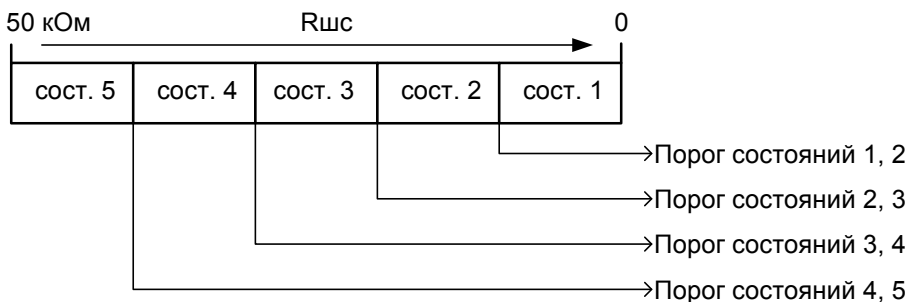 50 кОм Rшс 0
сост. 5 сост. 4 сост. 3 сост. 2 сост. 1
Порог состояний 1, 2
Порог состояний 2, 3
Порог состояний 3, 4
Порог состояний 4, 5